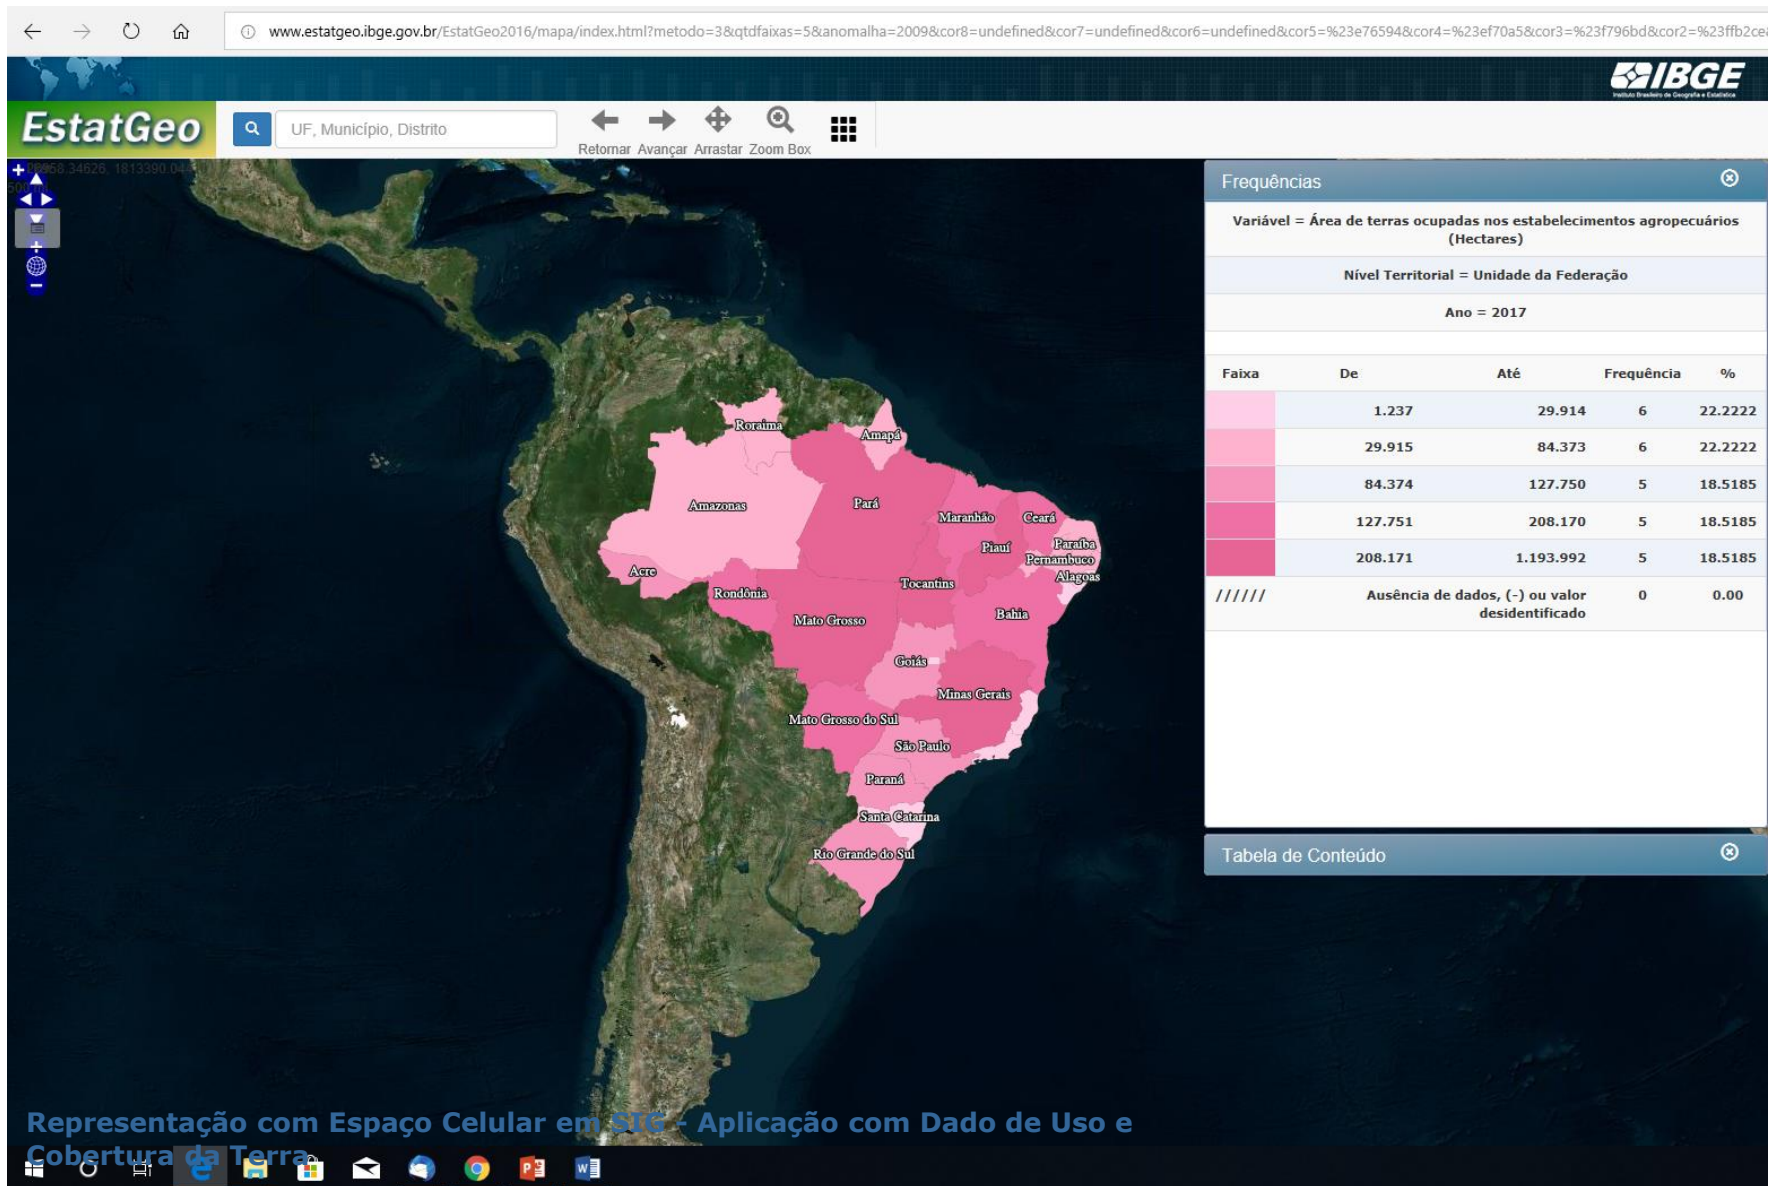 www.estatgeo.ibge.gov.br/EstatGeo2016/mapa/index.html?metodo=3&qtdfaixas=5&anomalha=2009&cor8=undefined&cor7=undefined&cor6=undefined&cor5=%23e76594&cor4=%23ef70a5&cor3=%23f796bd&cor2=%23ffb2ce
IBGE
Instituto Brasileiro de Geografia e Estatística
EstatGeo
UF, Município, Distrito
Retornar Avançar Arrastar Zoom Box
Frequências
Variável = Área de terras ocupadas nos estabelecimentos agropecuários
(Hectares)
Nível Territorial = Unidade da Federação
Ano = 2017
Faixa De Até Frequência %
1.237 29.914 6 22.2222
29.915 84.373 6 22.2222
84.374 127.750 5 18.5185
127.751 208.170 5 18.5185
208.171 1.193.992 5 18.5185
////// Ausência de dados, (-) ou valor 0 0.00
desidentificado
Tabela de Conteúdo
Roraima
Amapá
Amazonas
Pará
Maranhão
Ceará
Piauí
Paraíba
Pernambuco
Alagoas
Acre
Rondônia
Tocantins
Mato Grosso
Bahia
Goiás
Minas Gerais
Mato Grosso do Sul
São Paulo
Paraná
Santa Catarina
Rio Grande do Sul
Representação com Espaço Celular em SIG - Aplicação com Dado de Uso e
Cobertura da Terra